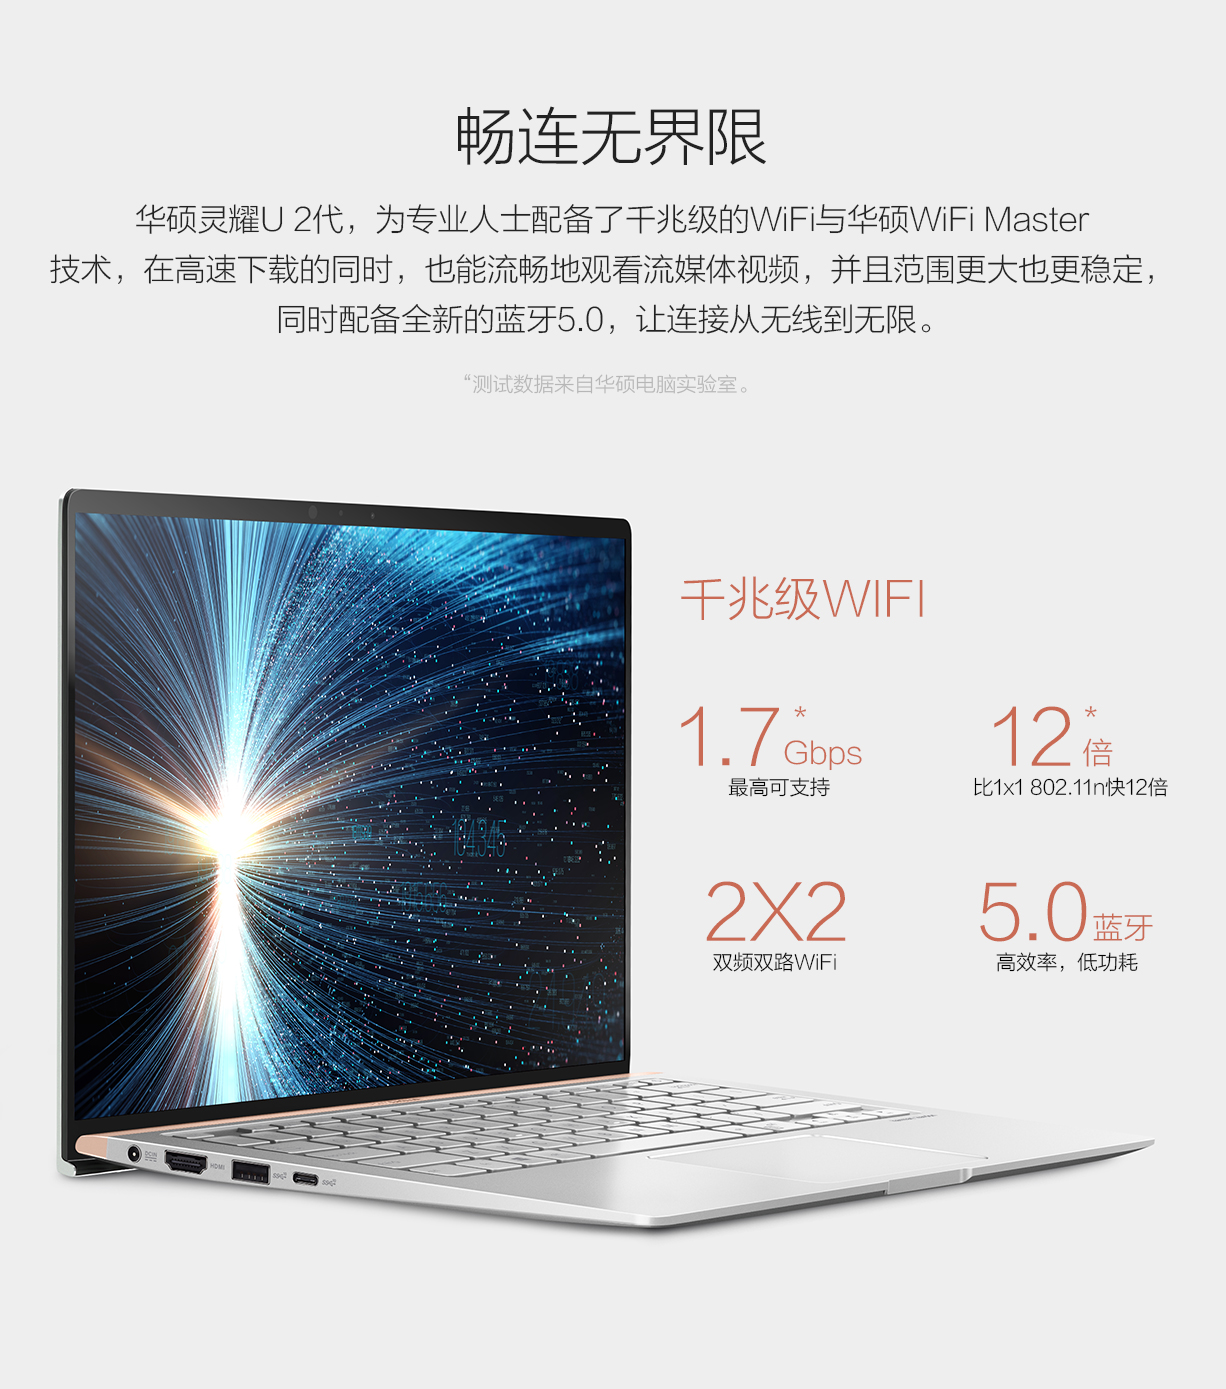 畅连无界限
华硕灵耀U 2代，为专业人士配备了千兆级的WiFi与华硕WiFi Master
技术，在高速下载的同时，也能流畅地观看流媒体视频，并且范围更大也更稳定，
同时配备全新的蓝牙5.0，让连接从无线到无限。
“测试数据来自华硕电脑实验室。
千兆级WIFI
1.7*Gbps
最高可支持
12*倍
比1x1 802.11n快12倍
2X2
双频双路WiFi
5.0蓝牙
高效率，低功耗
104345
DCIN
HDMI